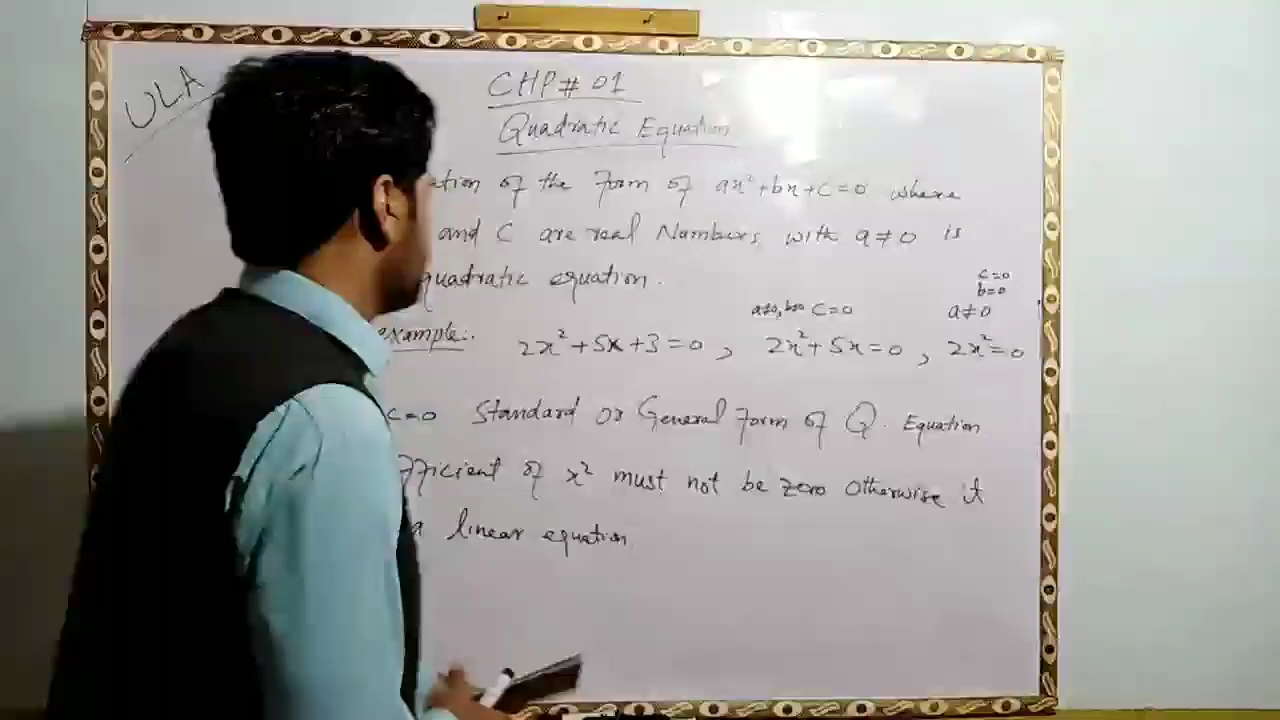 ULA
CHP# 01
Quadratic Equation
ation of the Form of ax²+bx+c=0 where
and C are real Numbers with a≠0 is
quadratic equation.
c=0
b=0
C=0
a≠0
example:. 2x²+5x+3=0, 2x²+5x=0, 2x²=0
c=0 Standard or General Form of Q. Equation
fficient of x² must not be zero Otherwise it
a linear equation